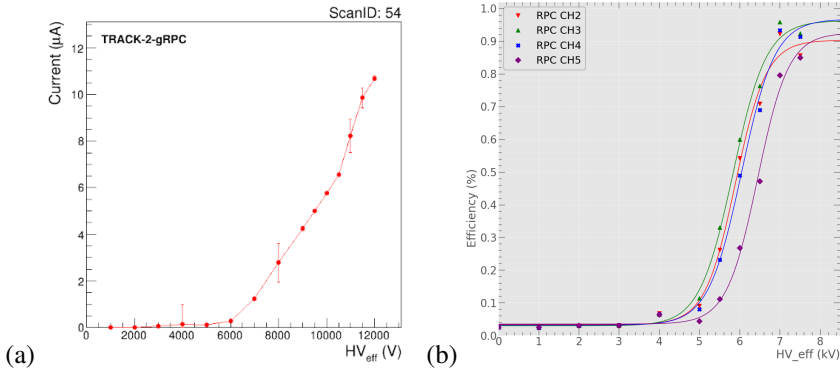 ScanID: 54
TRACK-2-gRPC
Current (μA)
12
10
8
6
4
2
0
0 2000 4000 6000 8000 10000 12000
HV_eff (V)
(a)
RPC CH2
RPC CH3
RPC CH4
RPC CH5
Efficiency (%)
1.0
0.9
0.8
0.7
0.6
0.5
0.4
0.3
0.2
0.1
0.0
0 1 2 3 4 5 6 7 8
HV_eff (kV)
(b)